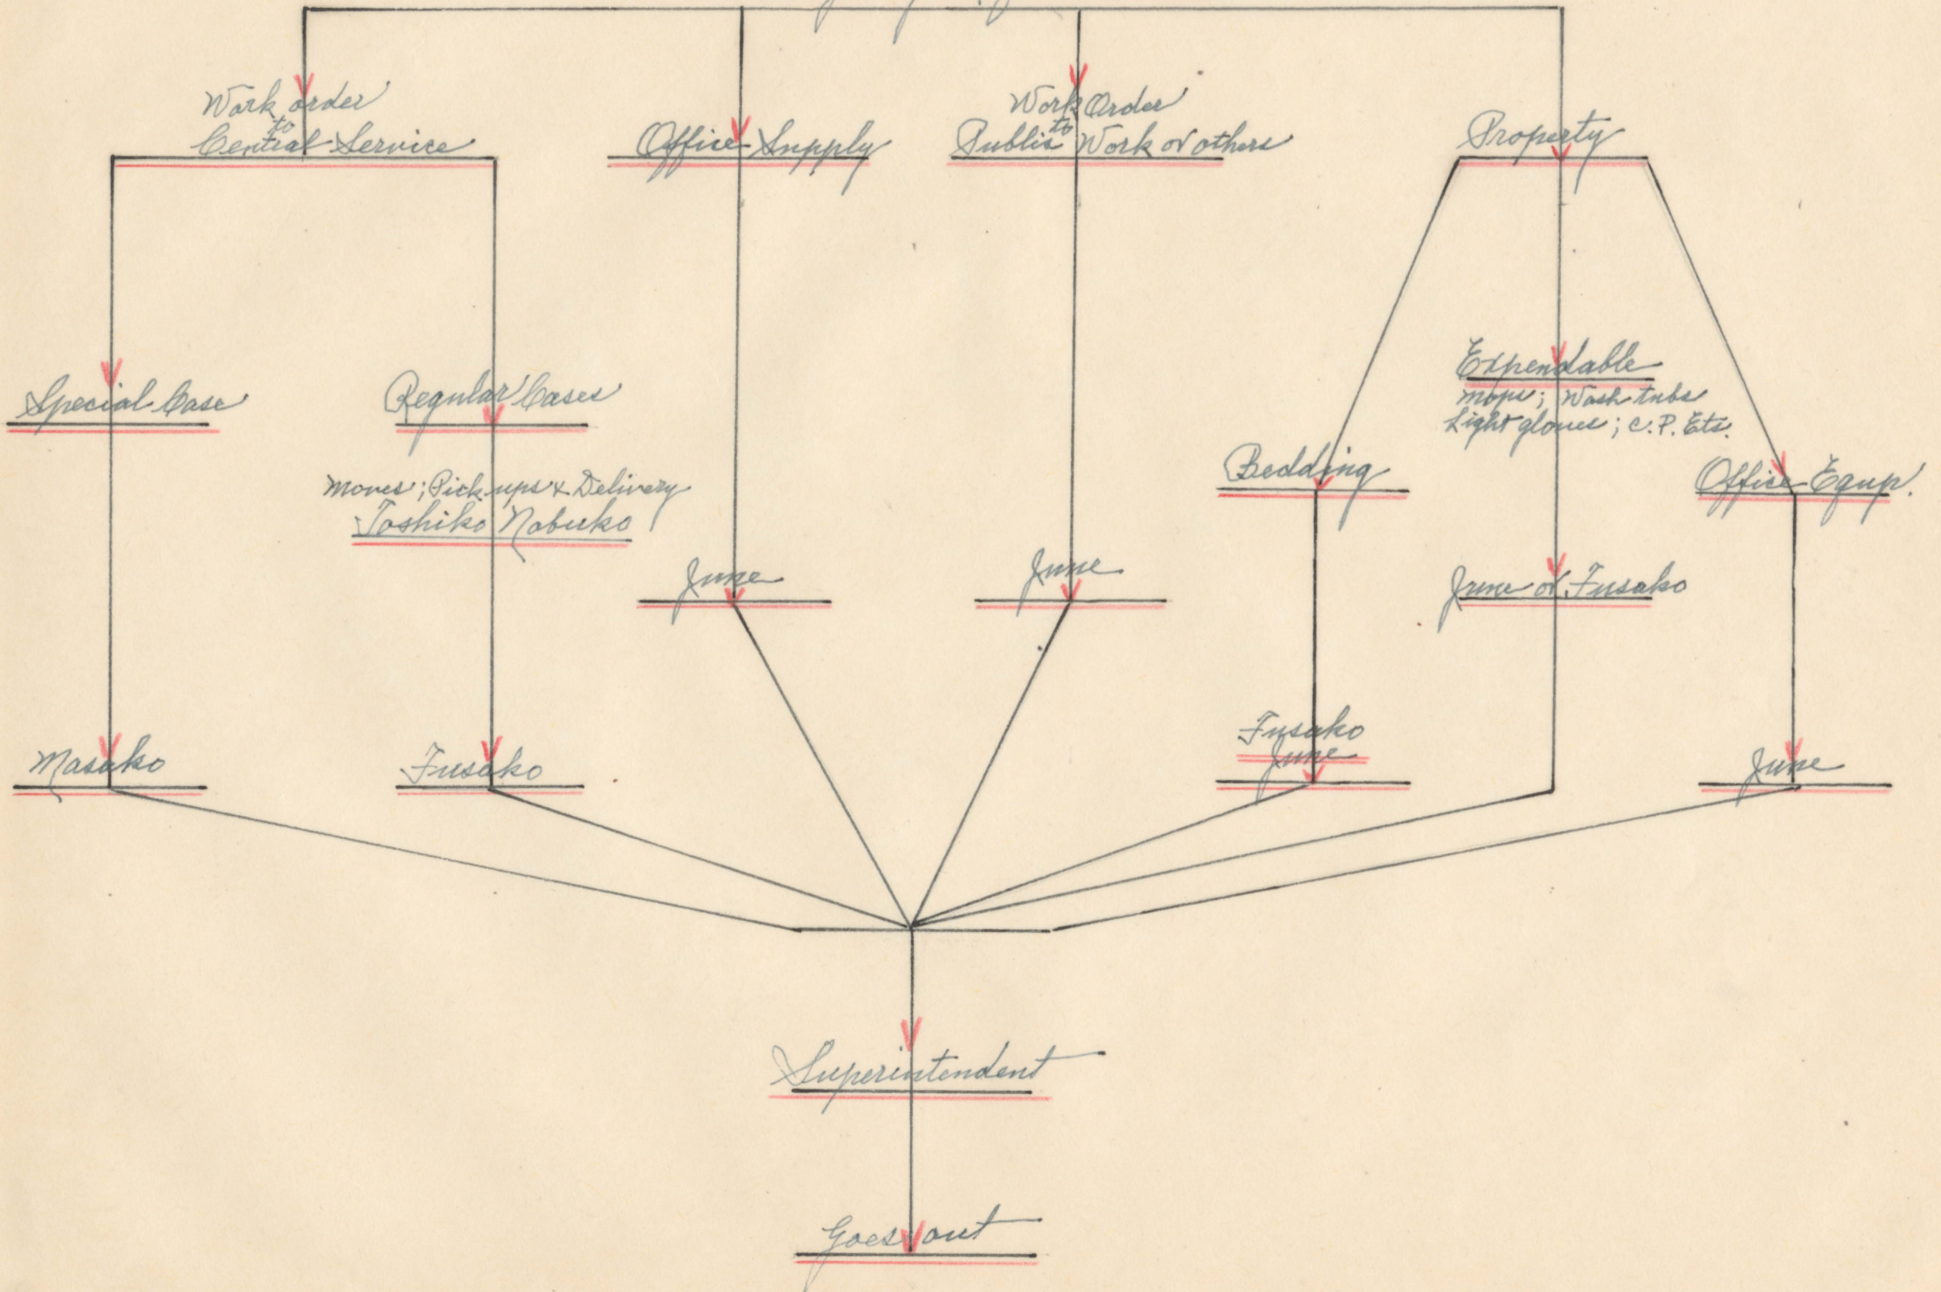 Work order
to
Central Service
Office Supply
Work Order
to
Public Work or others
Property
Special Case
Regular Cases
Moves; Pick-ups & Delivery
Toshiko Nobuko
Expendable
mops; Wash tubs
Light gloves; C.P. Etc.
Bedding
Office Equp.
June
June
June or Fusako
Masako
Fusako
Fusako
June
June
Superintendent
Goes out